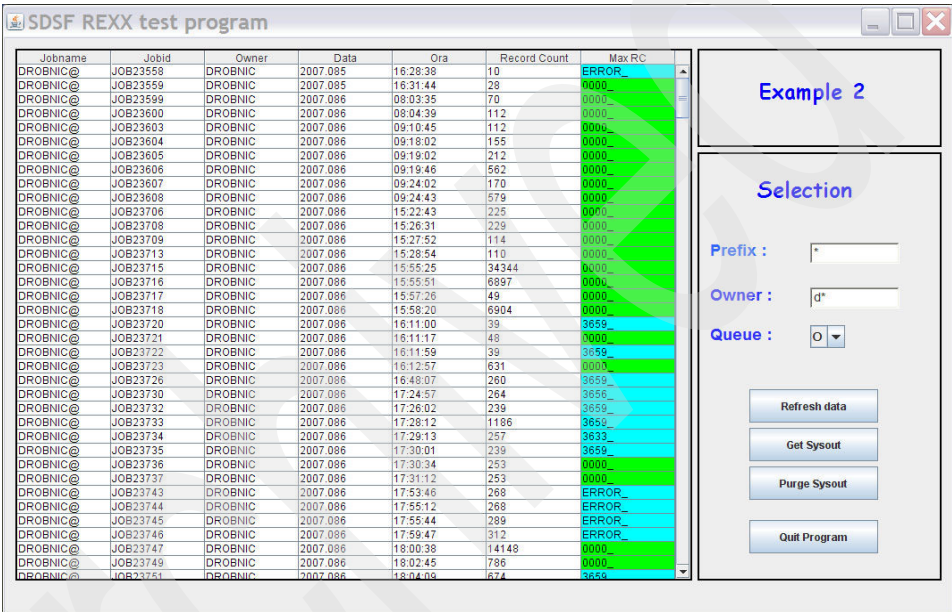 SDSF REXX test program
Jobname Jobid Owner Data Ora Record Count Max RC
DROBNIC@ JOB23558 DROBNIC 2007.085 16:28:38 10 ERROR_
DROBNIC@ JOB23559 DROBNIC 2007.085 16:31:44 28 0000_
DROBNIC@ JOB23599 DROBNIC 2007.086 08:03:35 70 0000_
DROBNIC@ JOB23600 DROBNIC 2007.086 08:04:39 112 0000_
DROBNIC@ JOB23603 DROBNIC 2007.086 09:10:45 112 0000_
DROBNIC@ JOB23604 DROBNIC 2007.086 09:18:02 155 0000_
DROBNIC@ JOB23605 DROBNIC 2007.086 09:19:02 212 0000_
DROBNIC@ JOB23606 DROBNIC 2007.086 09:19:46 562 0000_
DROBNIC@ JOB23607 DROBNIC 2007.086 09:24:02 170 0000_
DROBNIC@ JOB23608 DROBNIC 2007.086 09:24:43 579 0000_
DROBNIC@ JOB23706 DROBNIC 2007.086 15:22:43 225 0000_
DROBNIC@ JOB23708 DROBNIC 2007.086 15:26:31 229 0000_
DROBNIC@ JOB23709 DROBNIC 2007.086 15:27:52 114 0000_
DROBNIC@ JOB23713 DROBNIC 2007.086 15:28:54 110 0000_
DROBNIC@ JOB23715 DROBNIC 2007.086 15:55:25 34344 0000_
DROBNIC@ JOB23716 DROBNIC 2007.086 15:55:51 6897 0000_
DROBNIC@ JOB23717 DROBNIC 2007.086 15:57:26 49 0000_
DROBNIC@ JOB23718 DROBNIC 2007.086 15:58:20 6904 0000_
DROBNIC@ JOB23720 DROBNIC 2007.086 16:11:00 39 3659_
DROBNIC@ JOB23721 DROBNIC 2007.086 16:11:17 48 0000_
DROBNIC@ JOB23722 DROBNIC 2007.086 16:11:59 39 3659_
DROBNIC@ JOB23723 DROBNIC 2007.086 16:12:57 631 0000_
DROBNIC@ JOB23726 DROBNIC 2007.086 16:48:07 260 3659_
DROBNIC@ JOB23730 DROBNIC 2007.086 17:24:57 264 3656_
DROBNIC@ JOB23732 DROBNIC 2007.086 17:26:02 239 3659_
DROBNIC@ JOB23733 DROBNIC 2007.086 17:28:12 1186 3659_
DROBNIC@ JOB23734 DROBNIC 2007.086 17:29:13 257 3633_
DROBNIC@ JOB23735 DROBNIC 2007.086 17:30:01 239 3659_
DROBNIC@ JOB23736 DROBNIC 2007.086 17:30:34 253 0000_
DROBNIC@ JOB23737 DROBNIC 2007.086 17:31:12 253 0000_
DROBNIC@ JOB23743 DROBNIC 2007.086 17:53:46 268 ERROR_
DROBNIC@ JOB23744 DROBNIC 2007.086 17:55:12 268 ERROR_
DROBNIC@ JOB23745 DROBNIC 2007.086 17:55:44 289 ERROR_
DROBNIC@ JOB23746 DROBNIC 2007.086 17:59:47 312 ERROR_
DROBNIC@ JOB23747 DROBNIC 2007.086 18:00:38 14148 0000_
DROBNIC@ JOB23749 DROBNIC 2007.086 18:02:45 786 0000_
DROBNIC@ JOB23751 DROBNIC 2007.086 18:04:09 674 3659_
Example 2
Selection
Prefix : *
Owner : d*
Queue : O
Refresh data
Get Sysout
Purge Sysout
Quit Program